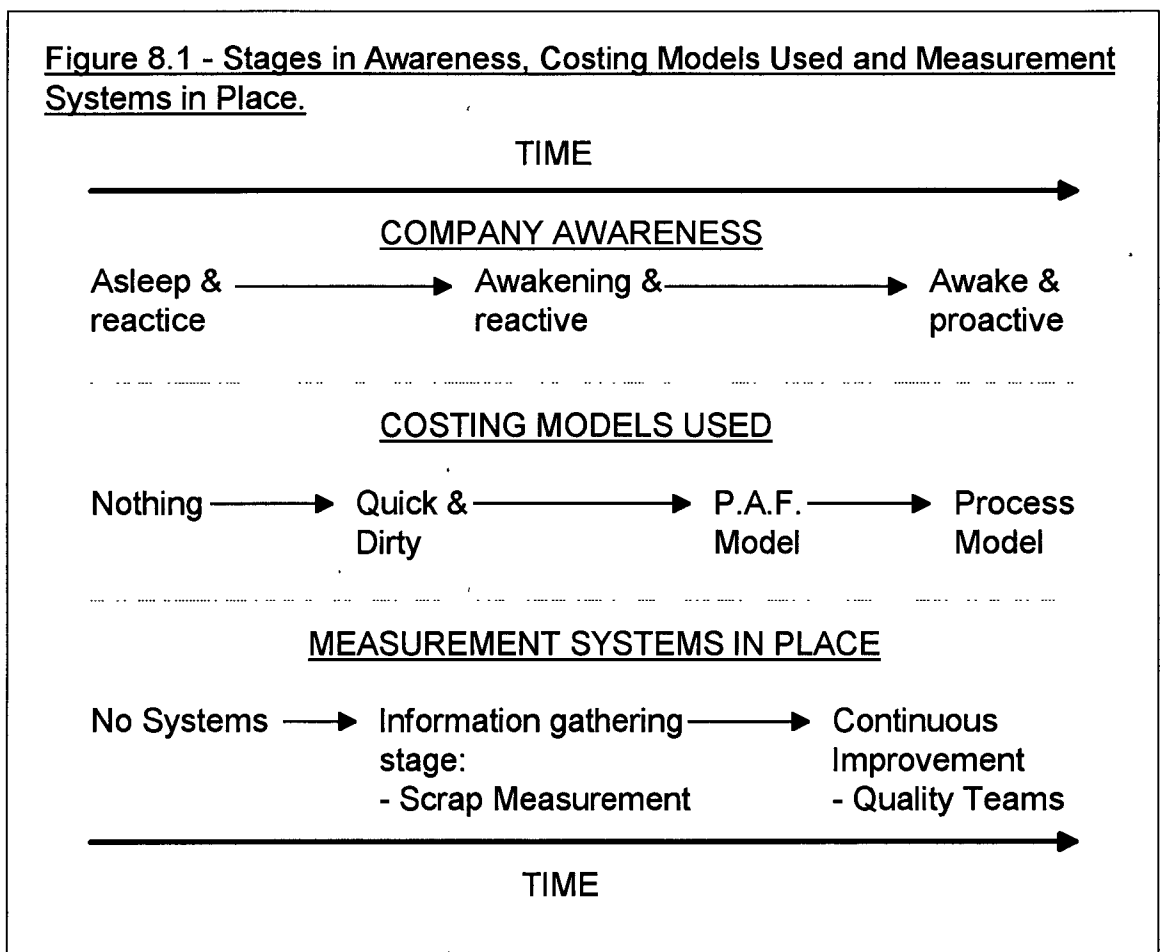 Figure 8.1 - Stages in Awareness, Costing Models Used and Measurement
Systems in Place.
TIME
COMPANY AWARENESS
Asleep & Awakening & Awake &
reactice reactive proactive
COSTING MODELS USED
Nothing Quick & P.A.F. Process
Dirty Model Model
MEASUREMENT SYSTEMS IN PLACE
No Systems Information gathering Continuous
stage: Improvement
- Scrap Measurement - Quality Teams
TIME